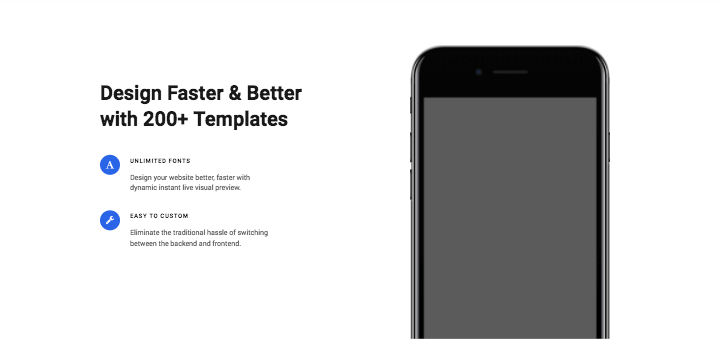 Design Faster & Better
with 200+ Templates
A
UNLIMITED FONTS
Design your website better, faster with
dynamic instant live visual preview.
EASY TO CUSTOM
Eliminate the traditional hassle of switching
between the backend and frontend.